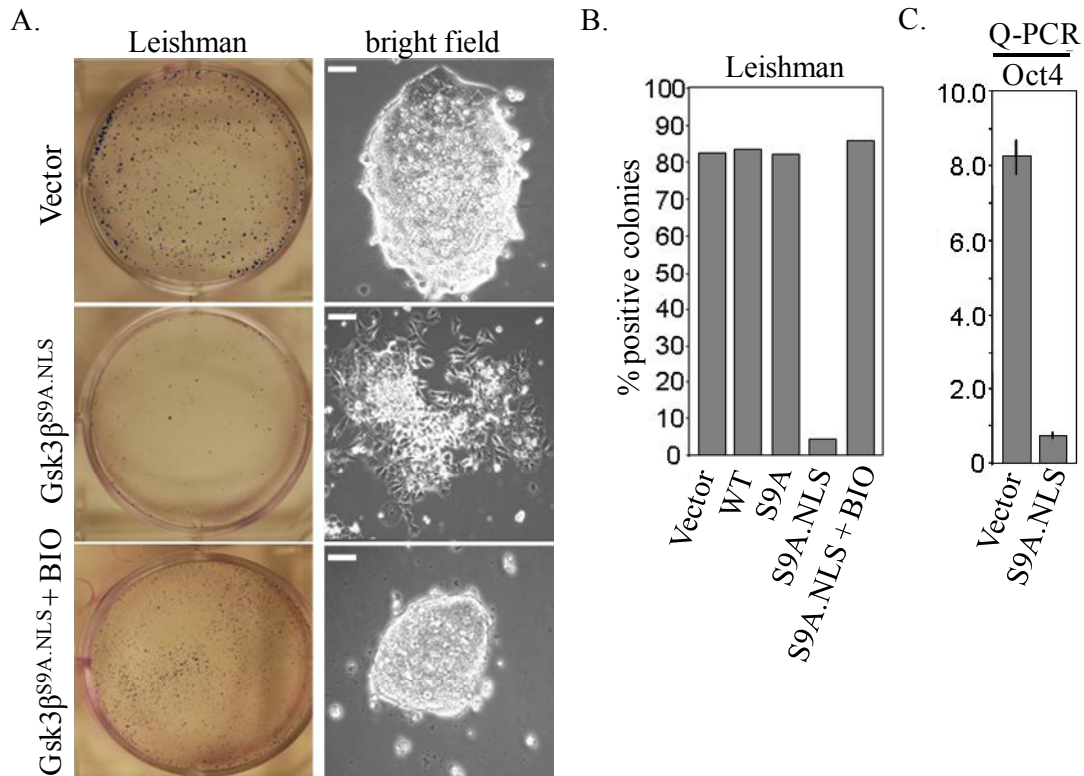 A.
Leishman
bright field
Vector
Gsk3β^S9A.NLS
Gsk3β^S9A.NLS + BIO
B.
Leishman
% positive colonies
100
90
80
70
60
50
40
30
20
10
0
Vector
WT
S9A
S9A.NLS
S9A.NLS + BIO
C.
Q-PCR
Oct4
10.0
8.0
6.0
4.0
2.0
0
Vector
S9A.NLS